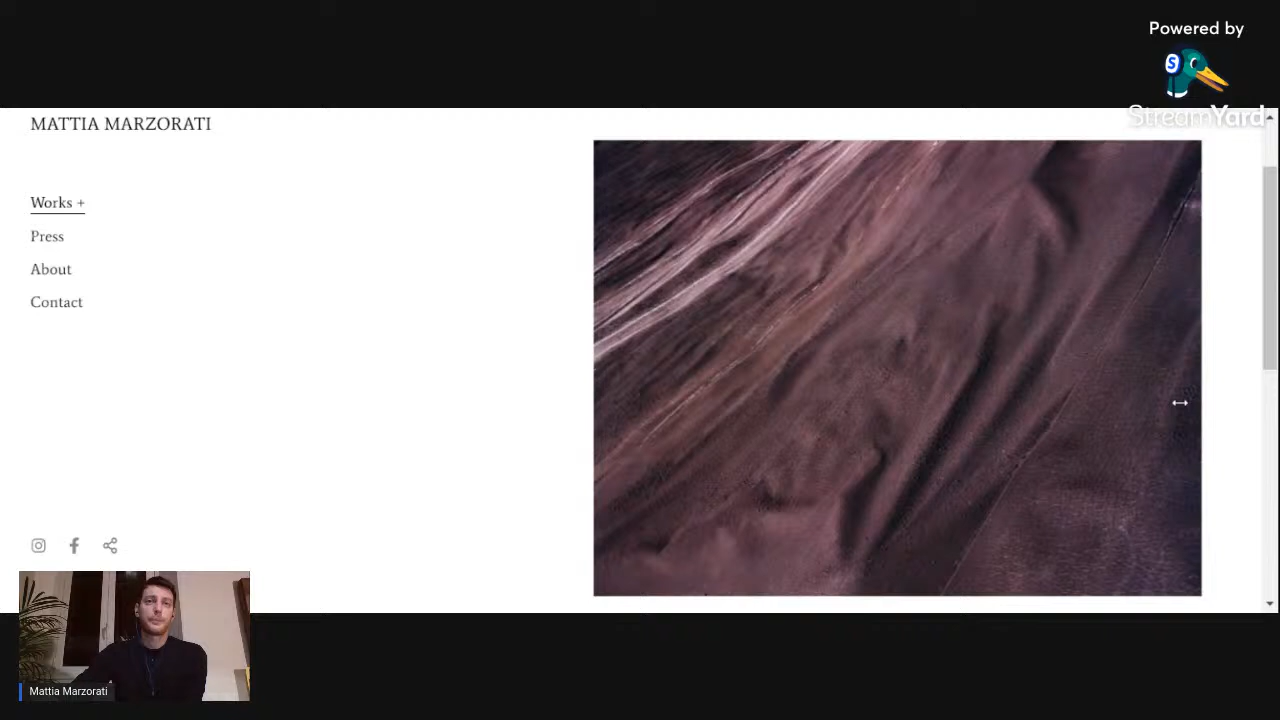 Powered by
StreamYard
MATTIA MARZORATI
Works +
Press
About
Contact
Mattia Marzorati